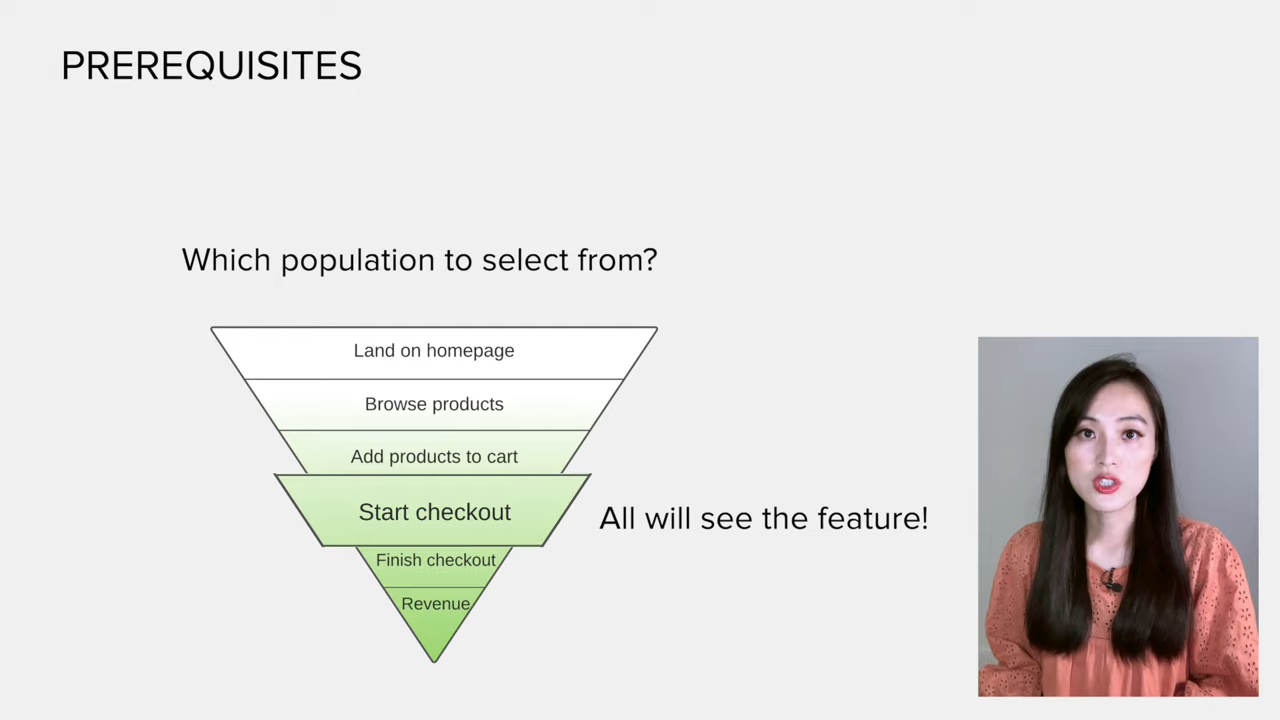 PREREQUISITES
Which population to select from?
Land on homepage
Browse products
Add products to cart
Start checkout
All will see the feature!
Finish checkout
Revenue